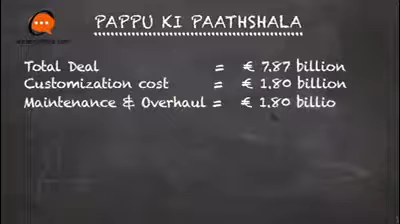 PAPPU KI PAATHSHALA
Total Deal = € 7.87 billion
Customization cost = € 1.80 billion
Maintenance & Overhaul = € 1.80 billio